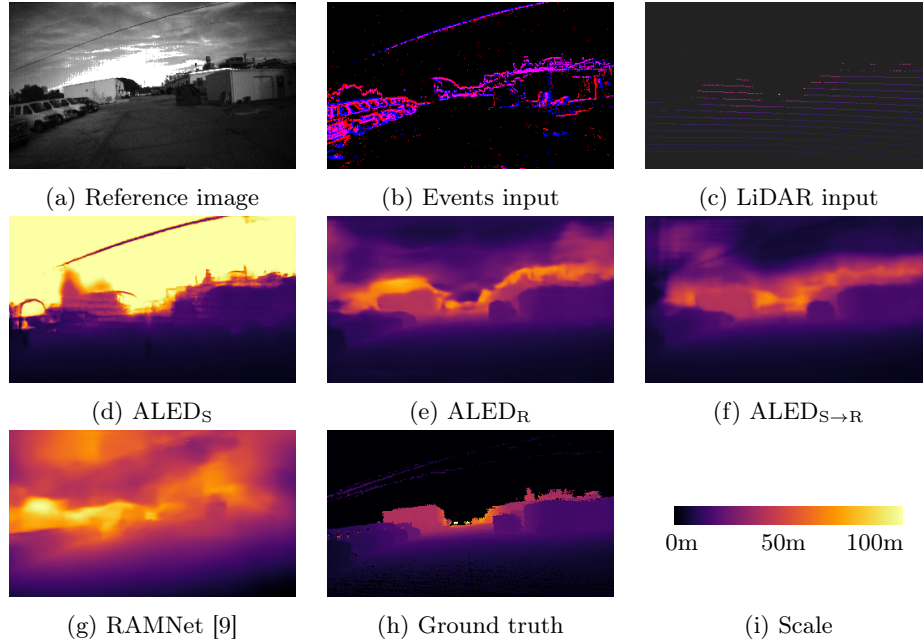 (a) Reference image
(b) Events input
(c) LiDAR input
(d) ALED_S
(e) ALED_R
(f) ALED_S→R
0m 50m 100m
(g) RAMNet [9]
(h) Ground truth
(i) Scale